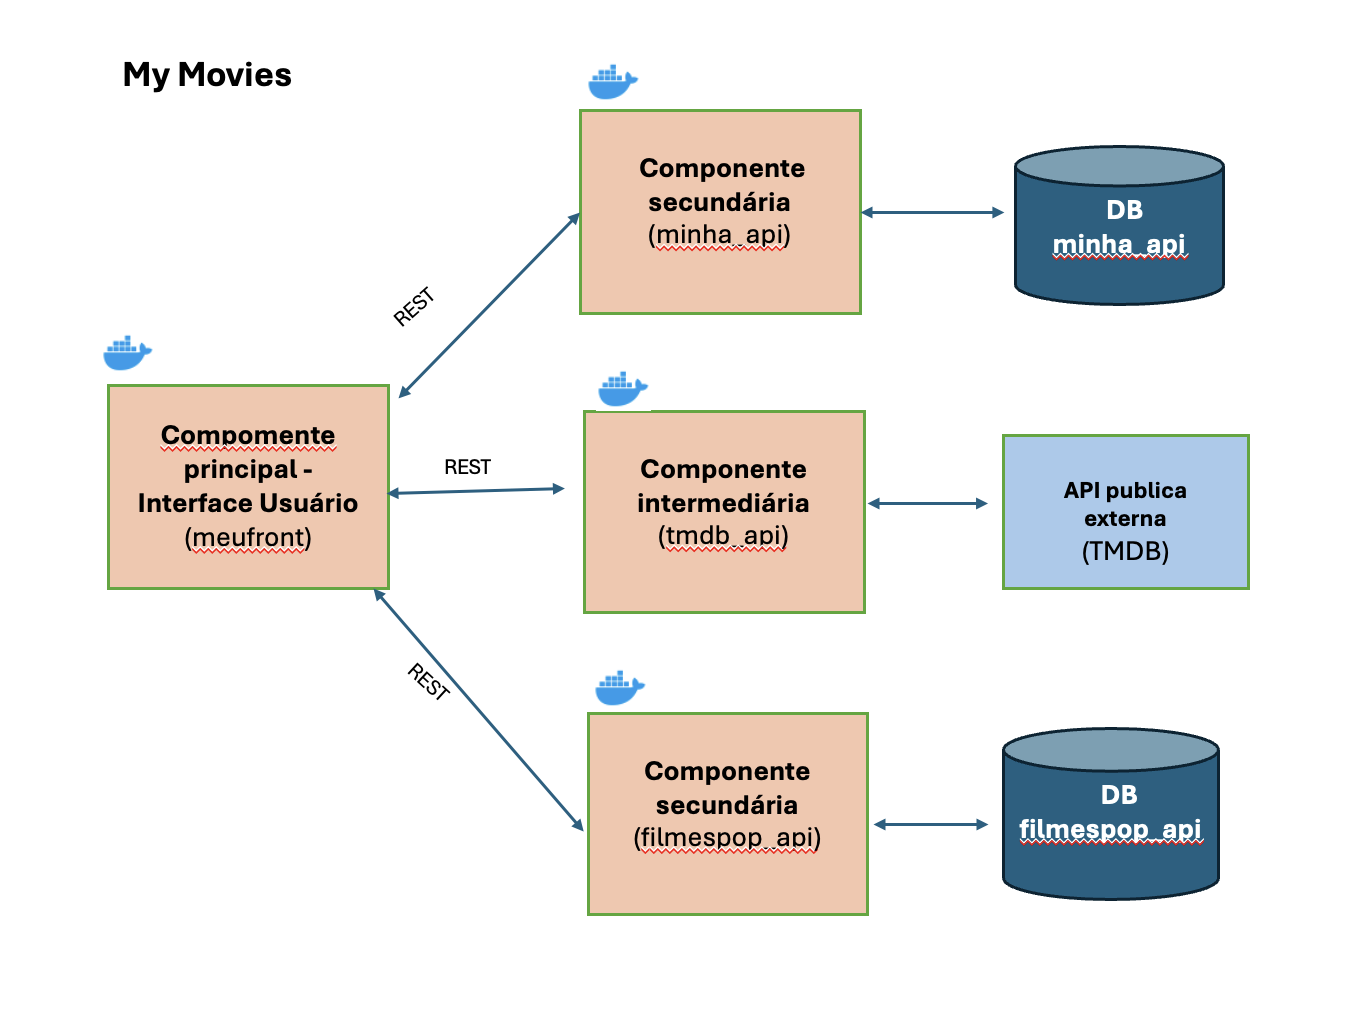 My Movies
Componente
secundária
(minha_api)
DB
minha_api
REST
Compomente
principal -
Interface Usuário
(meufront)
REST
Componente
intermediária
(tmdb_api)
API publica
externa
(TMDB)
REST
Componente
secundária
(filmespop_api)
DB
filmespop_api